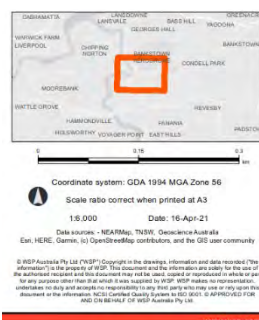 CABRAMATTA
LANSDOWNE
LANSVALE
BASS HILL
GREENACRE
GEORGES HALL
YAGOONA
WARWICK FARM
LIVERPOOL
CHIPPING
NORTON
BANKSTOWN
BANKSTOWN
CONDELL PARK
MOOREBANK
WATTLE GROVE
REVESBY
HAMMONDVILLE
MILPERRA
PADSTOW
HOLSWORTHY VOYAGER POINT EAST HILLS
0 0.15 0.3
km
Coordinate system: GDA 1994 MGA Zone 56
Scale ratio correct when printed at A3
1:6,000 Date: 16-Apr-21
Data sources: - NEARMap, TNSW, Geoscience Australia
Esri, HERE, Garmin, (c) OpenStreetMap contributors, and the GIS user community
© WSP Australia Pty Ltd ("WSP") Copyright in the drawings, information and data recorded ("the
information") is the property of WSP. This document and the information are solely for the use of
the authorised recipient and this document may not be used, copied or reproduced in whole or part
for any purpose other than that which it was supplied by WSP. WSP makes no representation,
undertakes no duty and accepts no responsibility to any third party who may use or rely upon this
document or the information. NCSI Certified Quality System to ISO 9001. © APPROVED FOR
AND ON BEHALF OF WSP Australia Pty Ltd.